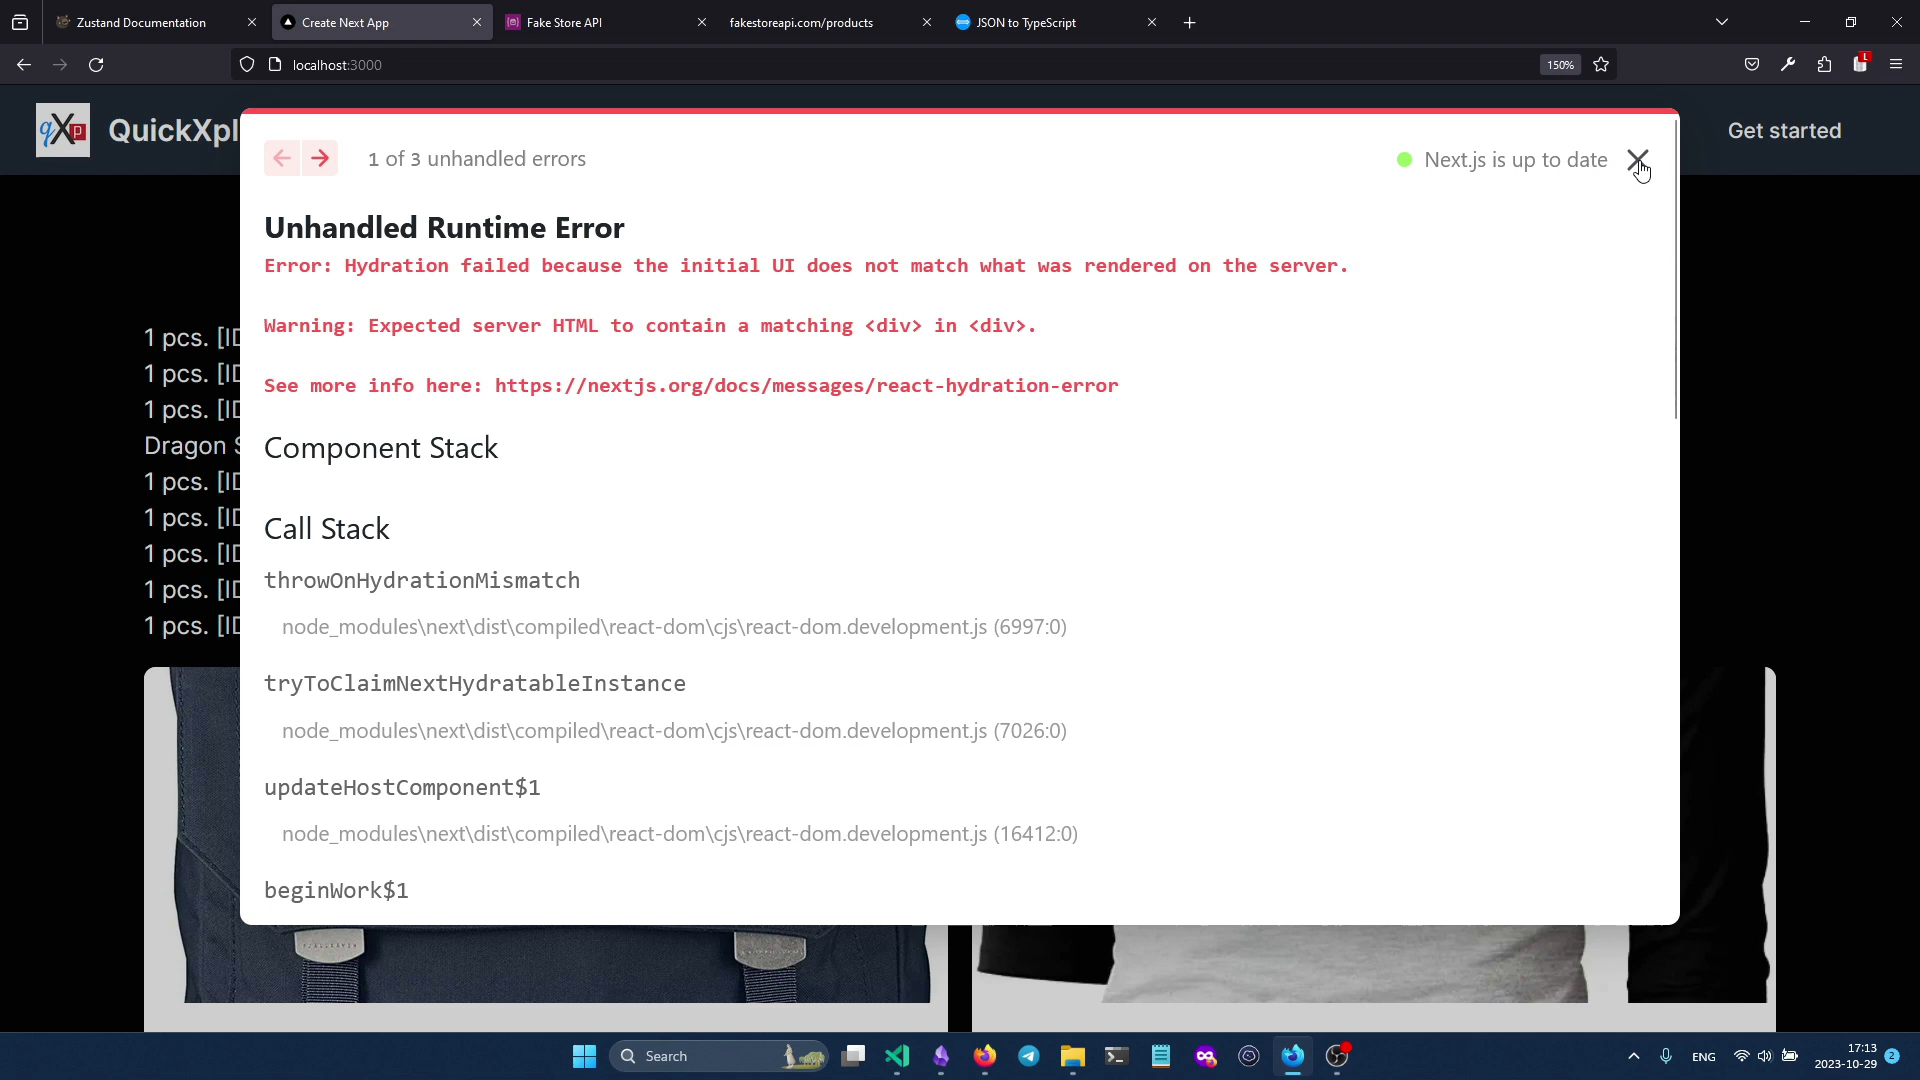 Zustand Documentation
Create Next App
Fake Store API
fakestoreapi.com/products
JSON to TypeScript
localhost:3000
150%
L
qXp
QuickXpl
Get started
1 of 3 unhandled errors
Next.js is up to date
Unhandled Runtime Error
Error: Hydration failed because the initial UI does not match what was rendered on the server.
Warning: Expected server HTML to contain a matching <div> in <div>.
See more info here: https://nextjs.org/docs/messages/react-hydration-error
Component Stack
Call Stack
throwOnHydrationMismatch
node_modules\next\dist\compiled\react-dom\cjs\react-dom.development.js (6997:0)
tryToClaimNextHydratableInstance
node_modules\next\dist\compiled\react-dom\cjs\react-dom.development.js (7026:0)
updateHostComponent$1
node_modules\next\dist\compiled\react-dom\cjs\react-dom.development.js (16412:0)
beginWork$1
1 pcs. [ID
1 pcs. [ID
1 pcs. [ID
Dragon S
1 pcs. [ID
1 pcs. [ID
1 pcs. [ID
1 pcs. [ID
1 pcs. [ID
Search
ENG
17:13
2023-10-29
2